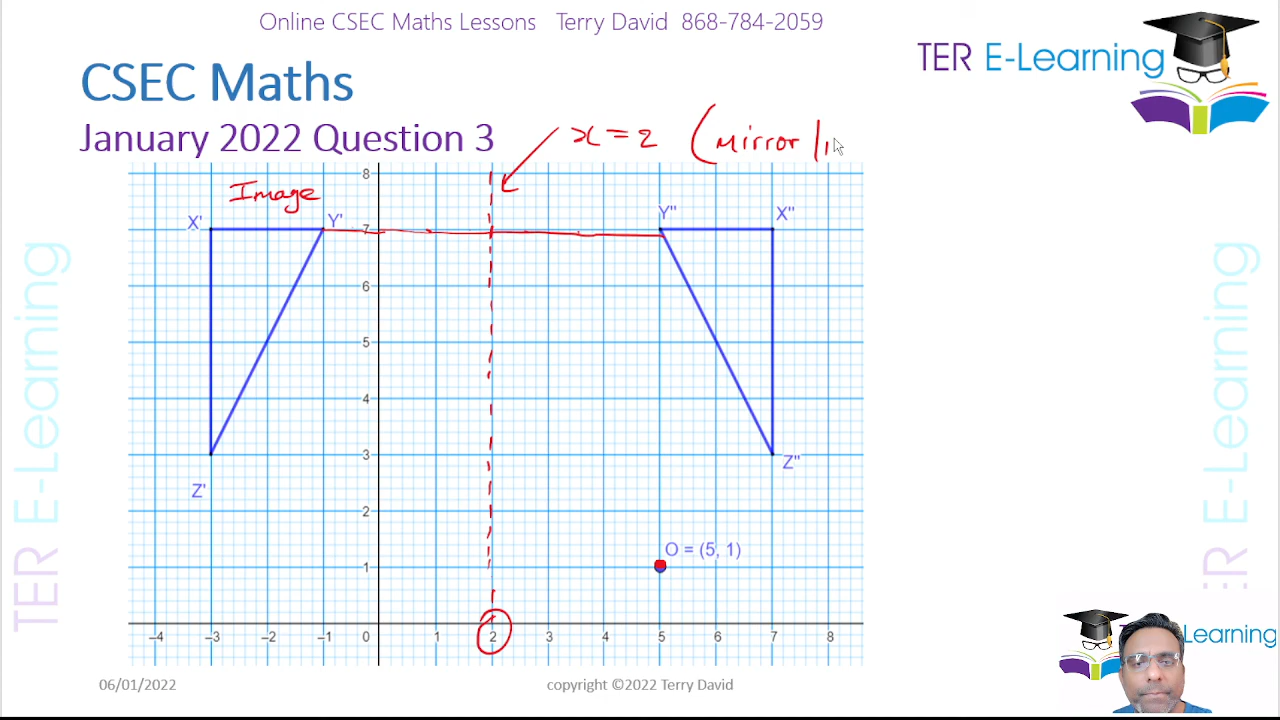 Online CSEC Maths Lessons Terry David 868-784-2059
TER E-Learning
CSEC Maths
January 2022 Question 3
x = 2 (Mirror
Image
X' Y' Y" X"
Z' Z"
O = (5, 1)
8
7
6
5
4
3
2
1
–4 –3 –2 –1 0 1 2 3 4 5 6 7 8
TER E-Learning
E-Learning
06/01/2022 copyright ©2022 Terry David